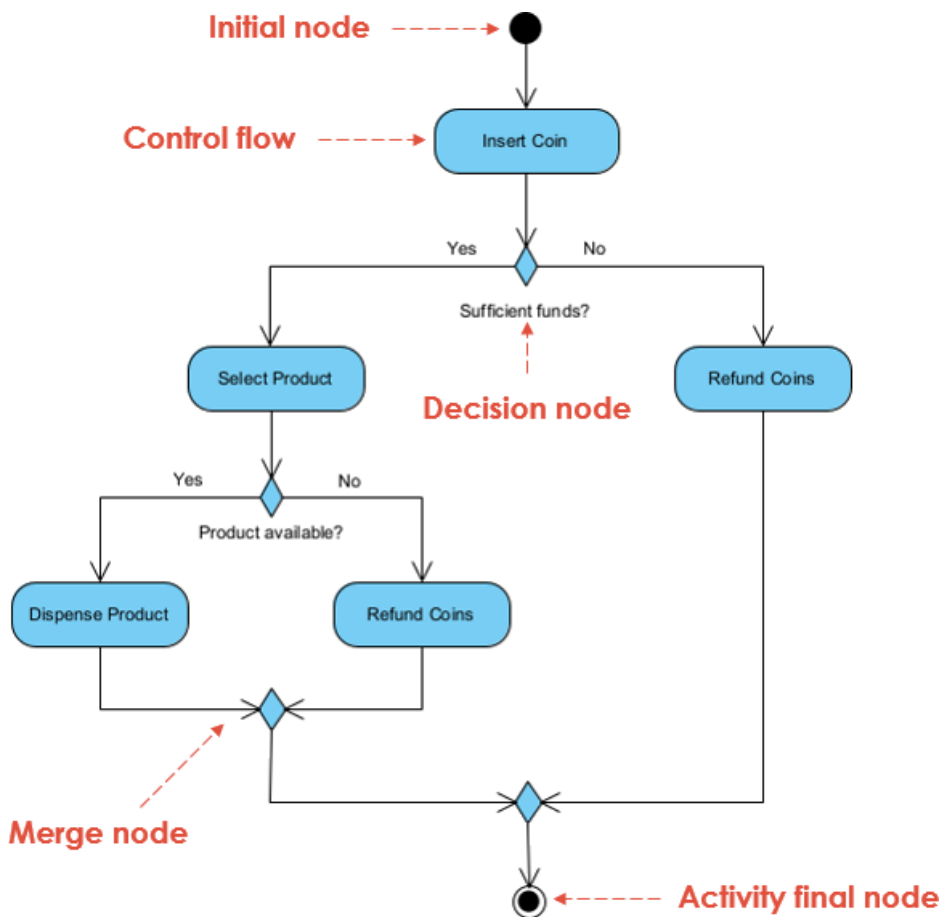 Initial node
Control flow
Insert Coin
Yes
No
Sufficient funds?
Select Product
Refund Coins
Decision node
Yes
No
Product available?
Dispense Product
Refund Coins
Merge node
Activity final node